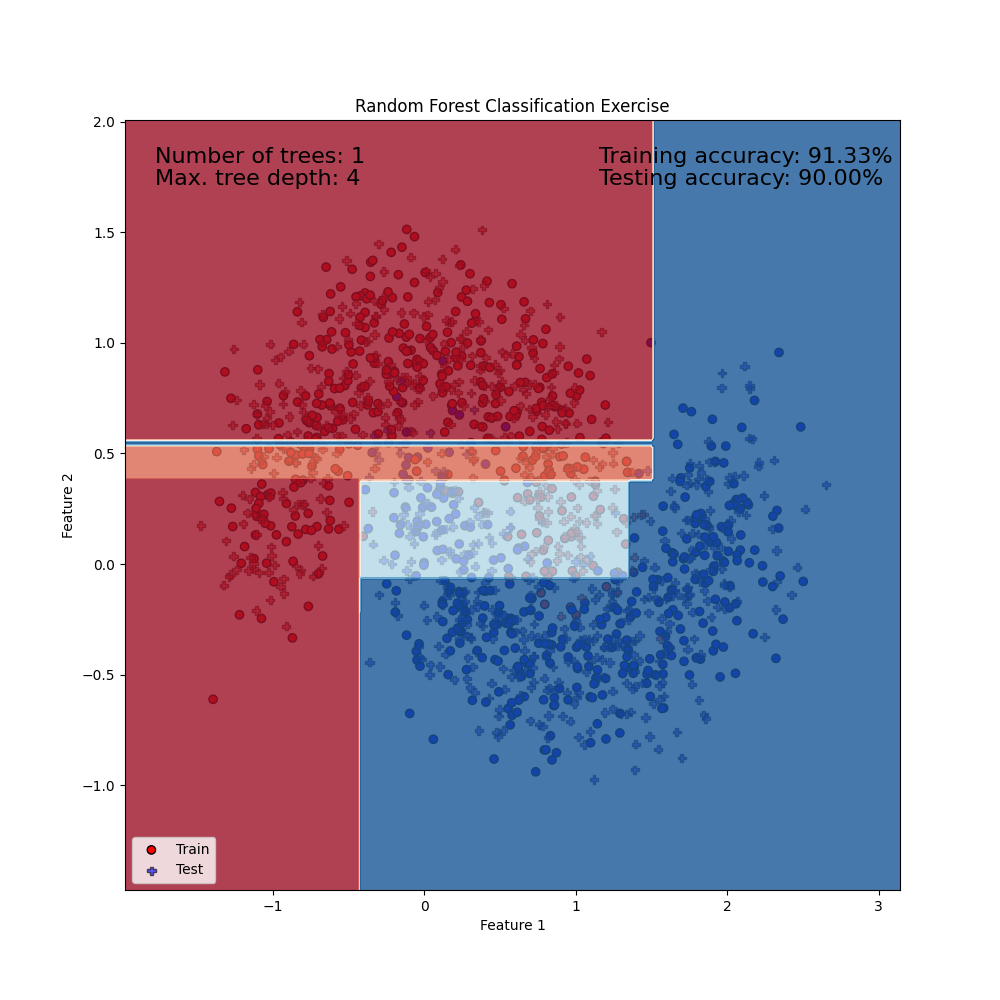 Random Forest Classification Exercise
Number of trees: 1
Max. tree depth: 4
Training accuracy: 91.33%
Testing accuracy: 90.00%
2.0
1.5
1.0
0.5
0.0
−0.5
−1.0
Feature 2
Train
Test
−1
0
1
2
3
Feature 1